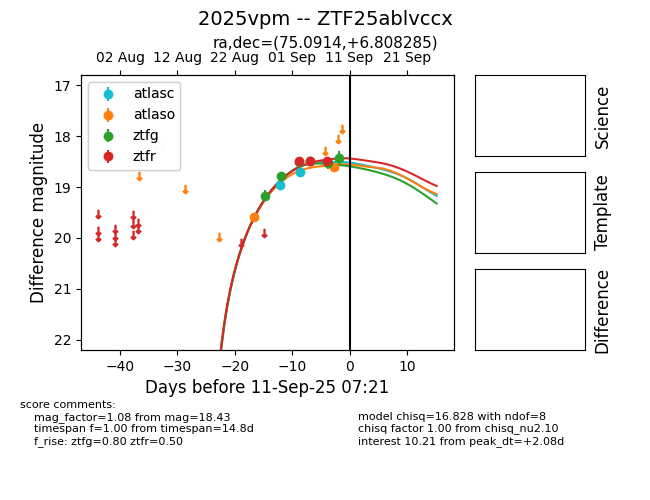 2025vpm -- ZTF25ablvccx
ra,dec=(75.0914,+6.808285)
02 Aug 12 Aug 22 Aug 01 Sep 11 Sep 21 Sep
atlasc
atlaso
ztfg
ztfr
17
18
19
20
21
22
Difference magnitude
−40 −30 −20 −10 0 10
Days before 11-Sep-25 07:21
Science
Template
Difference
score comments:
mag_factor=1.08 from mag=18.43
timespan f=1.00 from timespan=14.8d
f_rise: ztfg=0.80 ztfr=0.50
model chisq=16.828 with ndof=8
chisq factor 1.00 from chisq_nu2.10
interest 10.21 from peak_dt=+2.08d